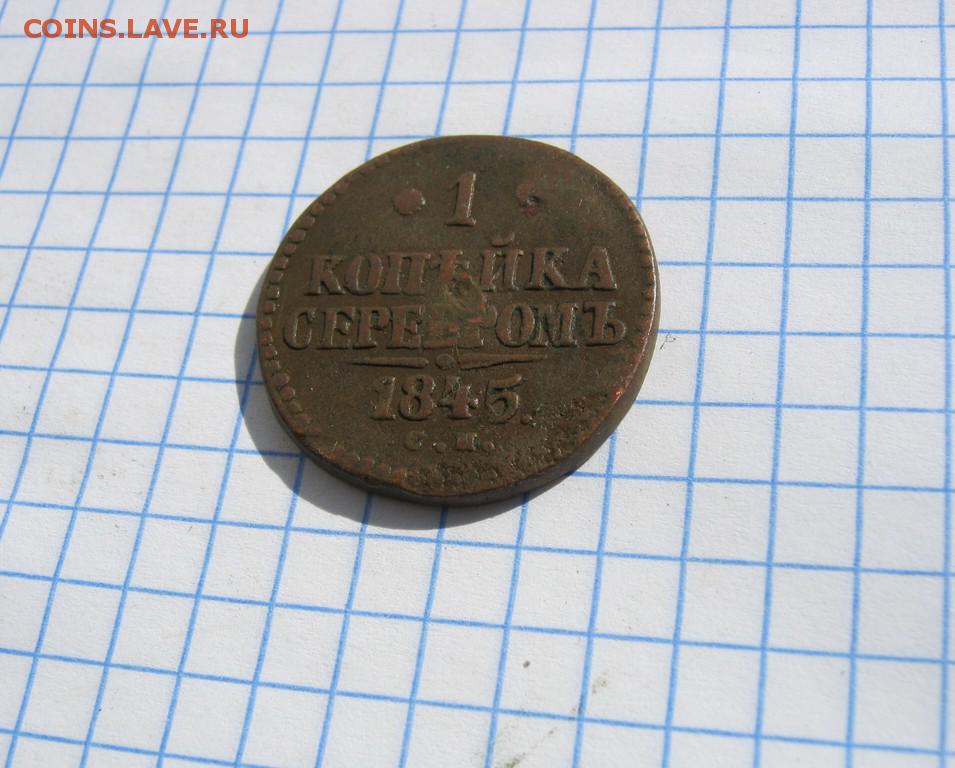 COINS.LAVE.RU
1
КОПѢЙКА
СЕРЕБРОМЪ
1845
С.М.